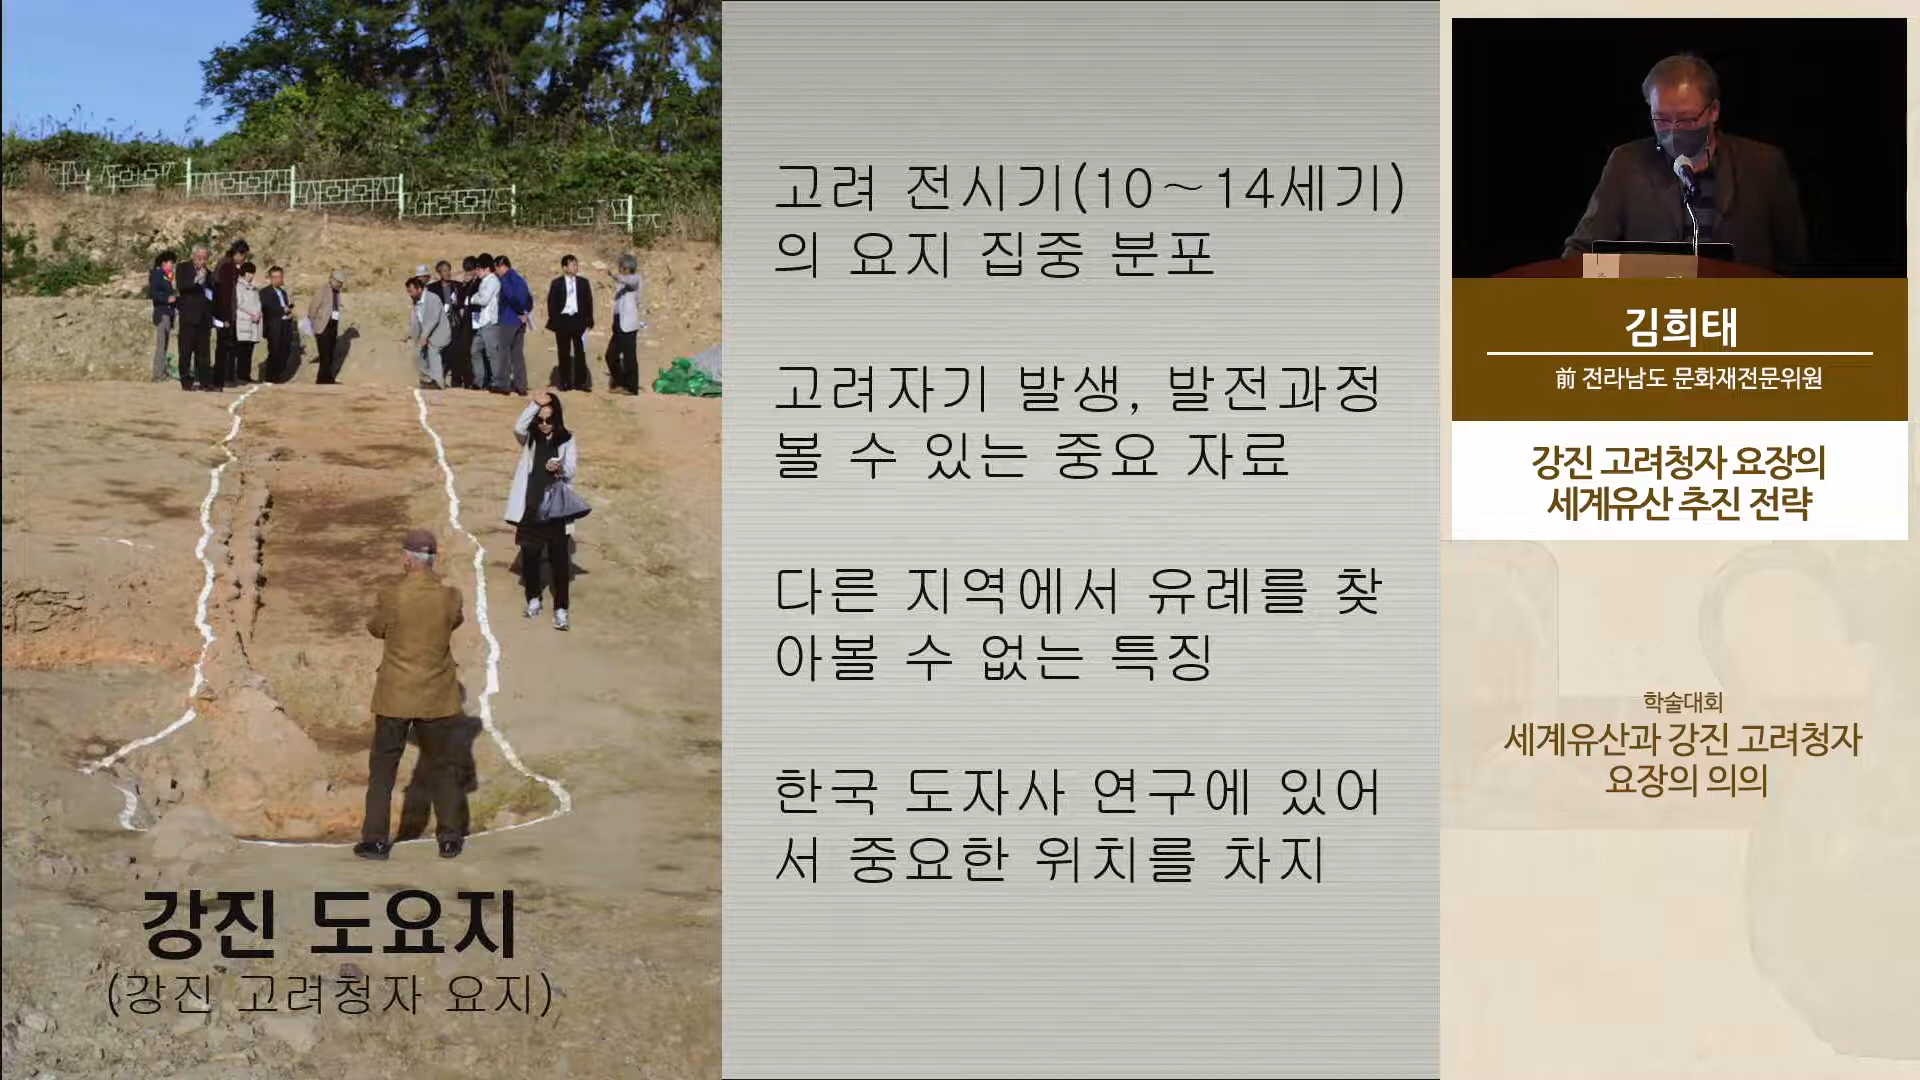 강진 도요지
(강진 고려청자 요지)
고려 전시기(10～14세기)
의 요지 집중 분포
고려자기 발생, 발전과정
볼 수 있는 중요 자료
다른 지역에서 유례를 찾
아볼 수 없는 특징
한국 도자사 연구에 있어
서 중요한 위치를 차지
김희태
前 전라남도 문화재전문위원
강진 고려청자 요장의
세계유산 추진 전략
학술대회
세계유산과 강진 고려청자
요장의 의의